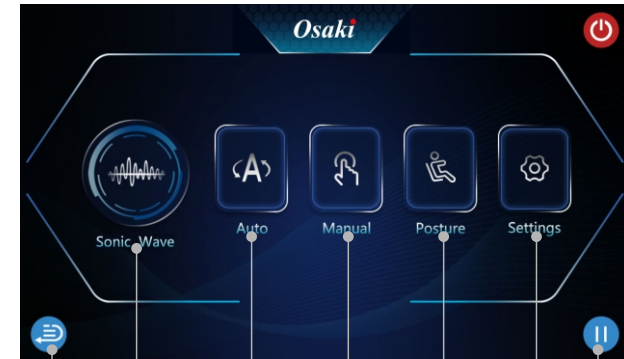 Osaki
Sonic Wave
Auto
Manual
Posture
Settings